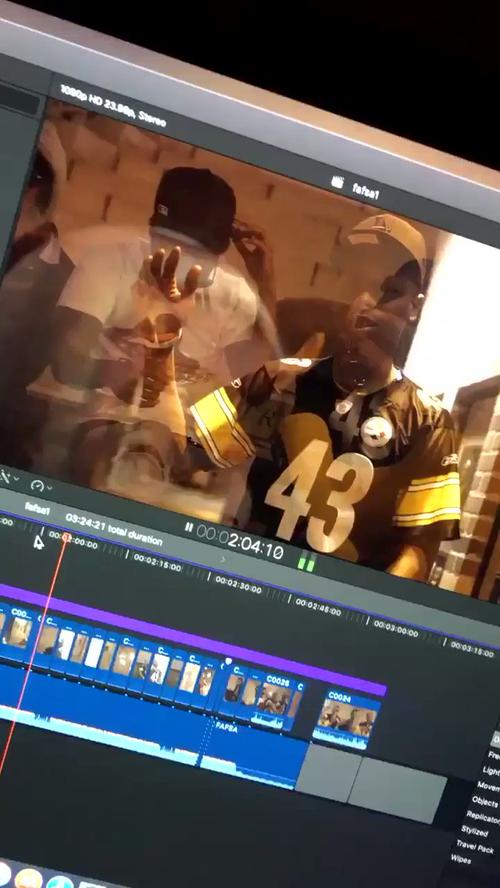 1080p HD 23.98p, Stereo
fafsa1
43
fafsa1
03:24:21 total duration
00:02:04:10
00:02:00:00
00:02:15:00
00:02:30:00
00:02:45:00
00:03:00:00
00:03:15:00
C00...
C...
C...
C...
C...
C...
C0025
C
C0024
FAFSA
Light
Objects
Stylized
Travel Pack
Wipes